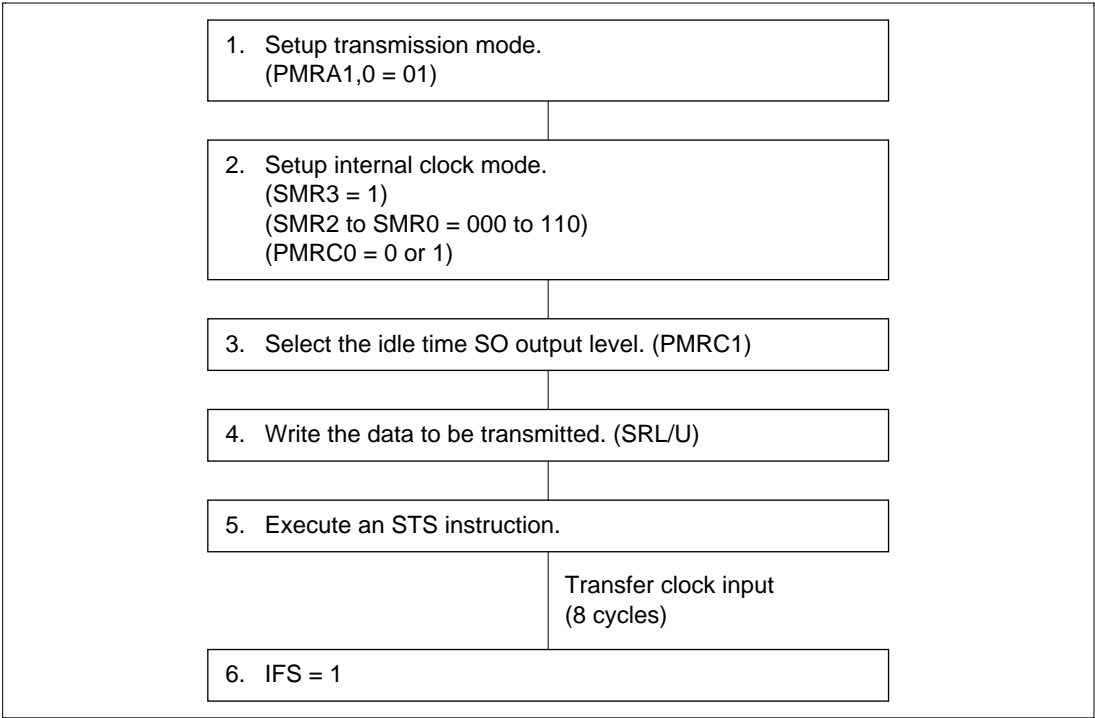 1. Setup transmission mode.
(PMRA1,0 = 01)
2. Setup internal clock mode.
(SMR3 = 1)
(SMR2 to SMR0 = 000 to 110)
(PMRC0 = 0 or 1)
3. Select the idle time SO output level. (PMRC1)
4. Write the data to be transmitted. (SRL/U)
5. Execute an STS instruction.
Transfer clock input
(8 cycles)
6. IFS = 1